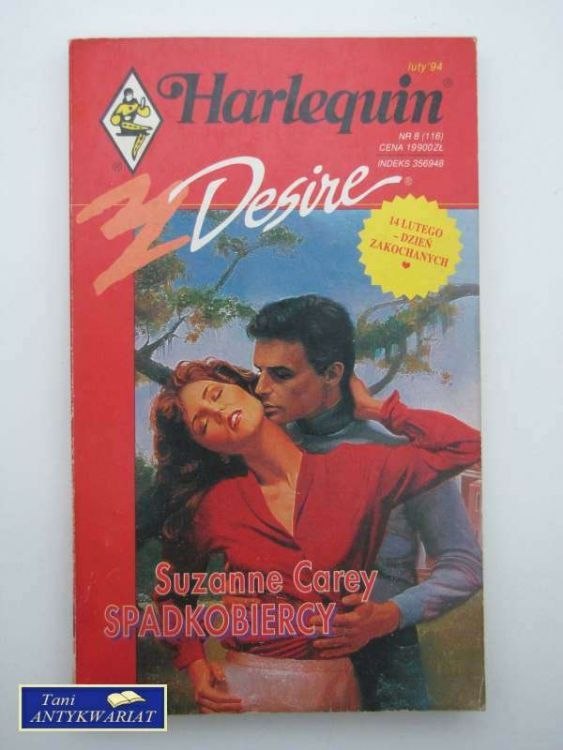 luty '94
Harlequin®
NR 8 (116)
CENA 19900ZŁ
INDEKS 356948
®
Desire®
14 LUTEGO
– DZIEŃ
ZAKOCHANYCH
Suzanne Carey
SPADKOBIERCY
Tani
ANTYKWARIAT